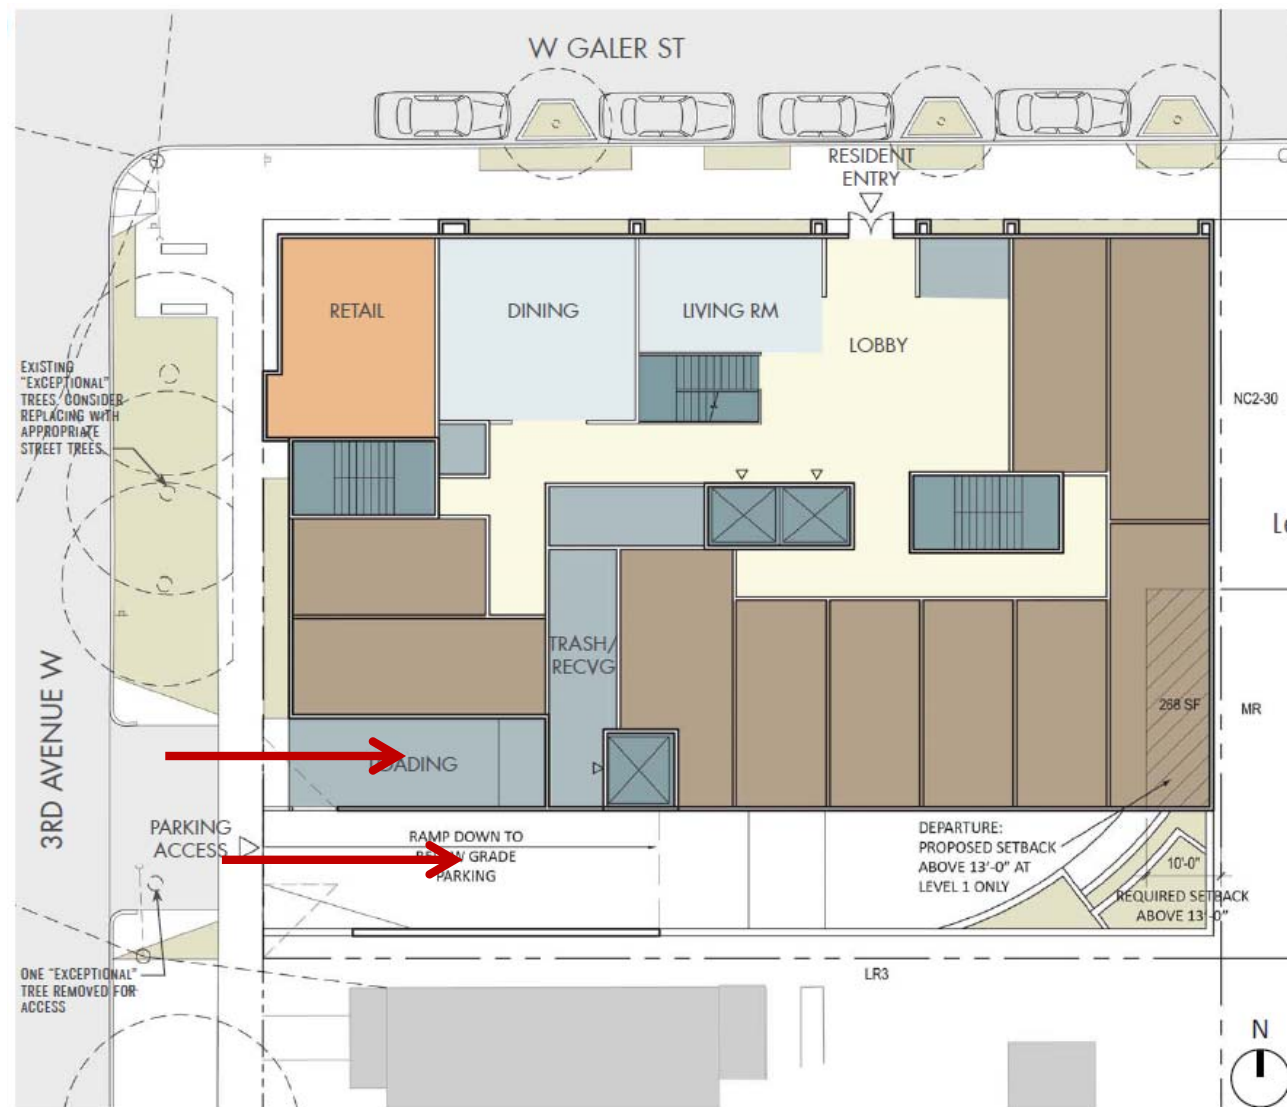 W GALER ST
RESIDENT
ENTRY
RETAIL
DINING
LIVING RM
LOBBY
EXISTING
"EXCEPTIONAL"
TREES, CONSIDER
REPLACING WITH
APPROPRIATE
STREET TREES
NC2-30
TRASH/
RECVG
268 SF
MR
3RD AVENUE W
LOADING
PARKING
ACCESS
RAMP DOWN TO
BELOW GRADE
PARKING
DEPARTURE:
PROPOSED SETBACK
ABOVE 13'-0" AT
LEVEL 1 ONLY
10'-0"
REQUIRED SETBACK
ABOVE 13'-0"
ONE "EXCEPTIONAL"
TREE REMOVED FOR
ACCESS
LR3
N